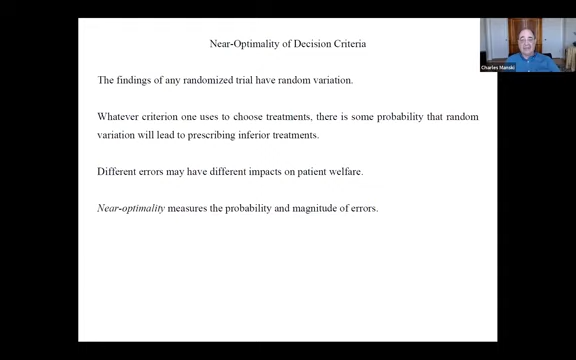 Near-Optimality of Decision Criteria
Charles Manski
The findings of any randomized trial have random variation.
Whatever criterion one uses to choose treatments, there is some probability that random
variation will lead to prescribing inferior treatments.
Different errors may have different impacts on patient welfare.
Near-optimality measures the probability and magnitude of errors.